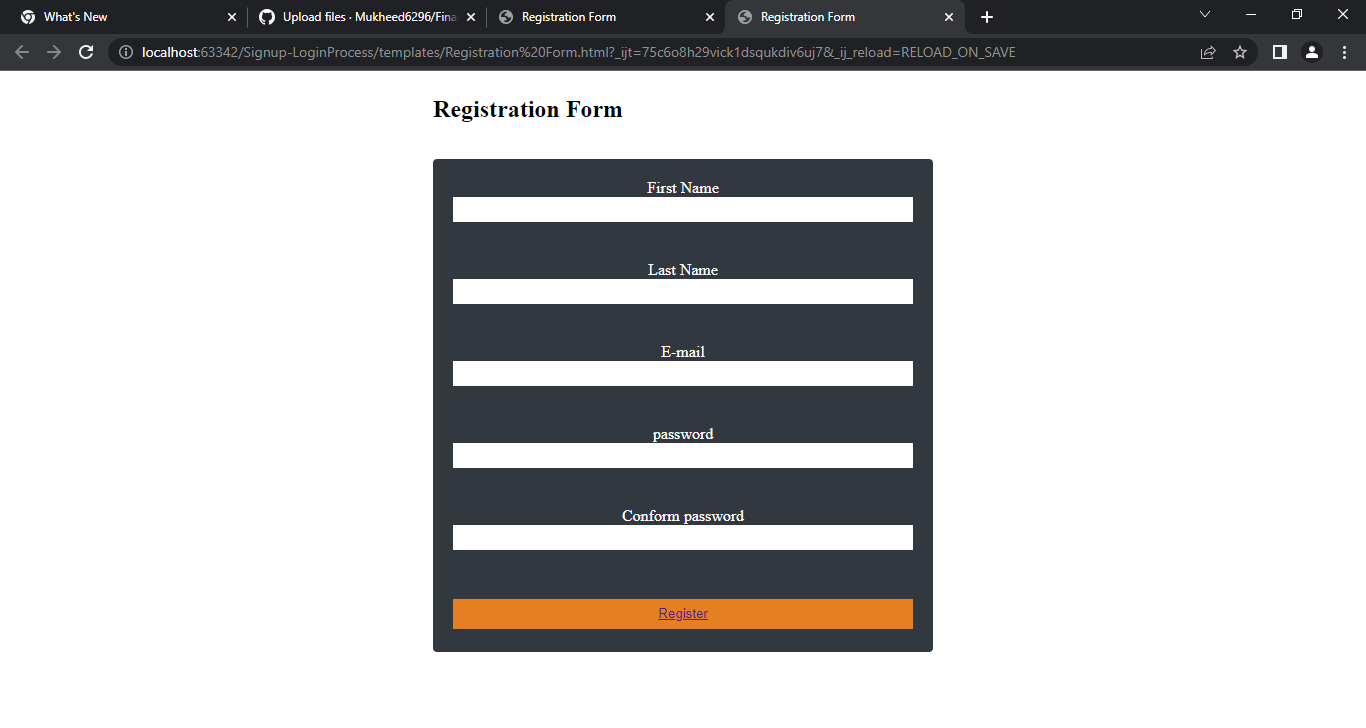 What's New
Upload files · Mukheed6296/Fina
Registration Form
Registration Form
localhost:63342/Signup-LoginProcess/templates/Registration%20Form.html?_ijt=75c6o8h29vick1dsqukdiv6uj7&_ij_reload=RELOAD_ON_SAVE
Registration Form
First Name
Last Name
E-mail
password
Conform password
Register